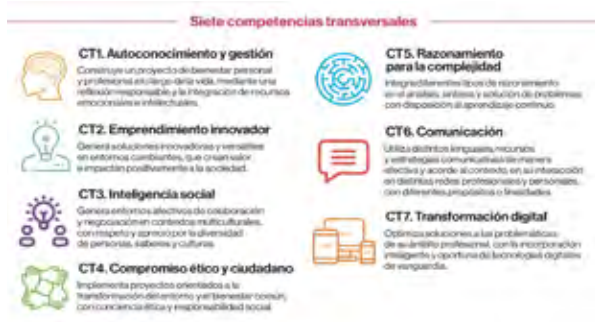 Siete competencias transversales
CT1. Autoconocimiento y gestión
Construye un proyecto de bienestar personal
y profesional a lo largo de la vida, mediante una
reflexión responsable y la integración de recursos
emocionales e intelectuales.
CT2. Emprendimiento innovador
Genera soluciones innovadoras y versátiles
en entornos cambiantes, que crean valor
e impactan positivamente a la sociedad.
CT3. Inteligencia social
Genera entornos efectivos de colaboración
y negociación en contextos multiculturales,
con respeto y aprecio por la diversidad
de personas, saberes y culturas.
CT4. Compromiso ético y ciudadano
Implementa proyectos orientados a la
transformación del entorno y el bienestar común,
con conciencia ética y responsabilidad social.
CT5. Razonamiento
para la complejidad
Integra diferentes tipos de razonamiento
en el análisis, síntesis y solución de problemas,
con disposición al aprendizaje continuo.
CT6. Comunicación
Utiliza distintos lenguajes, recursos
y estrategias comunicativas de manera
efectiva y acorde al contexto, en su interacción
en distintas redes profesionales y personales,
con diferentes propósitos o finalidades.
CT7. Transformación digital
Optimiza soluciones a las problemáticas
de su ámbito profesional, con la incorporación
inteligente y oportuna de tecnologías digitales
de vanguardia.